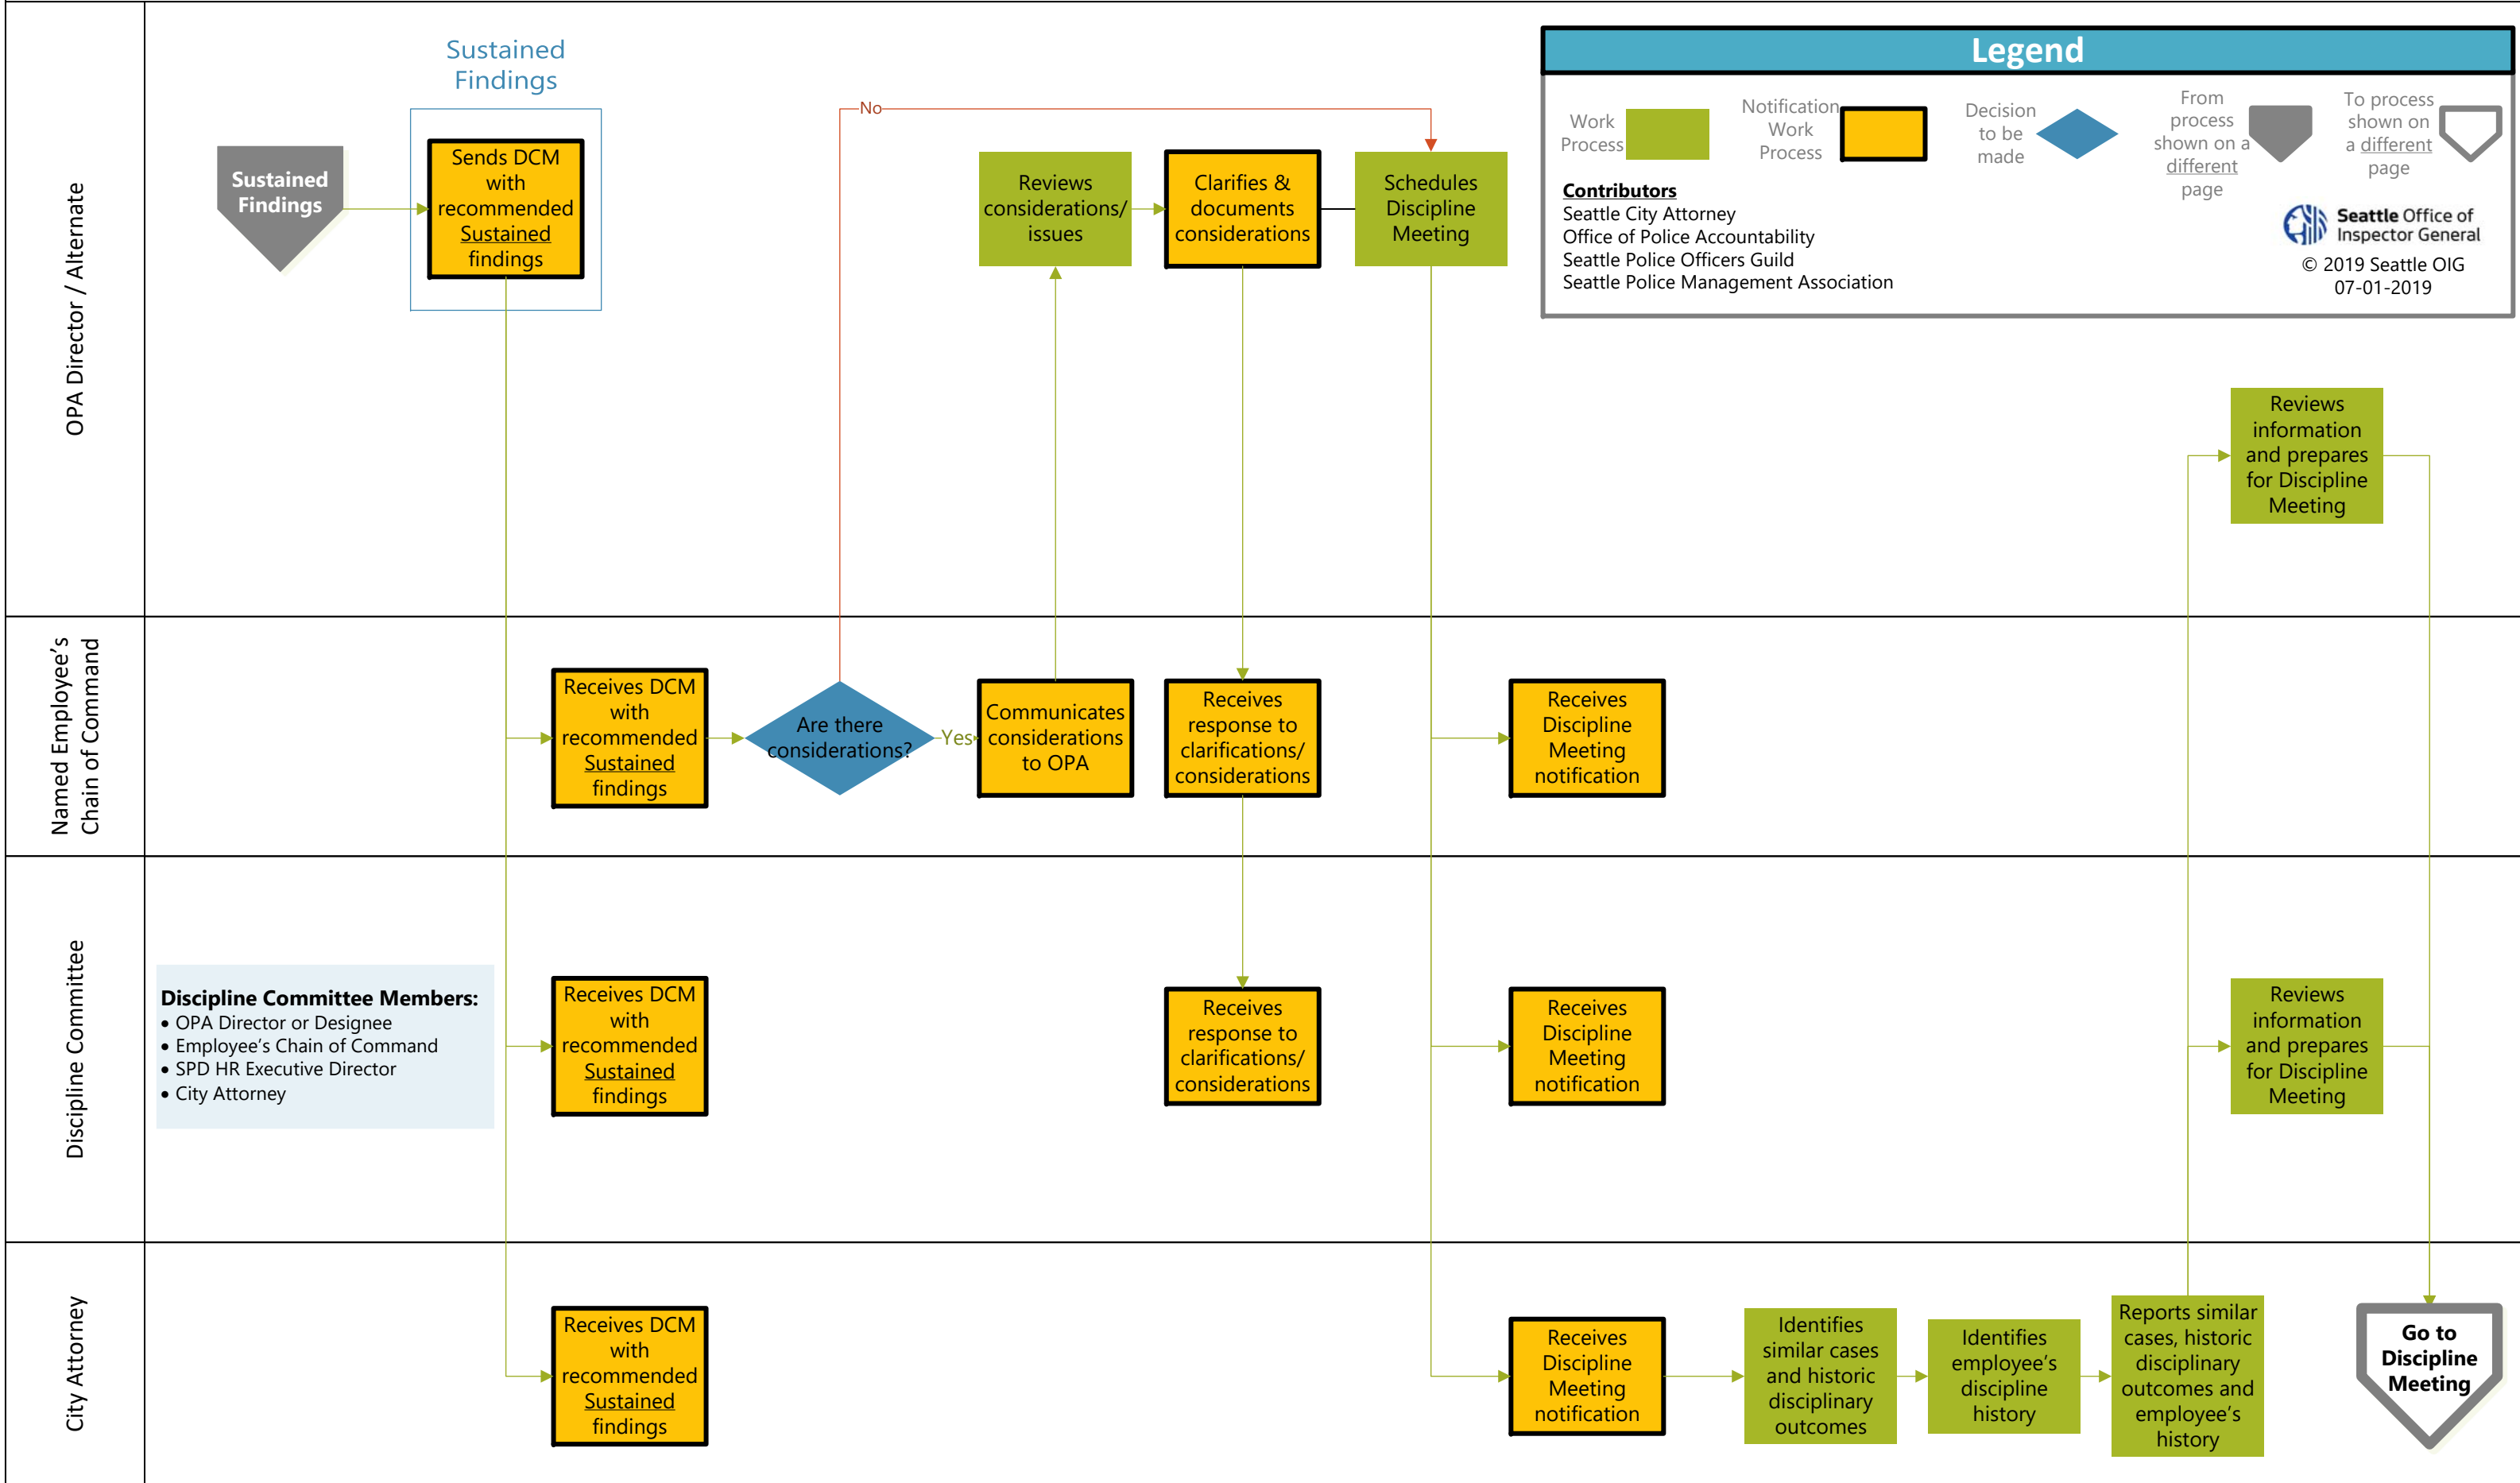 OPA Director / Alternate
Sustained
Findings
Sustained
Findings
Sends DCM
with
recommended
Sustained
findings
No
Reviews
considerations/
issues
Clarifies &
documents
considerations
Schedules
Discipline
Meeting
Legend
Work
Process
Notification
Work
Process
Decision
to be
made
From
process
shown on a
different
page
To process
shown on
a different
page
Contributors
Seattle City Attorney
Office of Police Accountability
Seattle Police Officers Guild
Seattle Police Management Association
Seattle Office of
Inspector General
© 2019 Seattle OIG
07-01-2019
Reviews
information
and prepares
for Discipline
Meeting
Named Employee’s
Chain of Command
Receives DCM
with
recommended
Sustained
findings
Are there
considerations?
Yes
Communicates
considerations
to OPA
Receives
response to
clarifications/
considerations
Receives
Discipline
Meeting
notification
Discipline Committee
Discipline Committee Members:
• OPA Director or Designee
• Employee’s Chain of Command
• SPD HR Executive Director
• City Attorney
Receives DCM
with
recommended
Sustained
findings
Receives
response to
clarifications/
considerations
Receives
Discipline
Meeting
notification
Reviews
information
and prepares
for Discipline
Meeting
City Attorney
Receives DCM
with
recommended
Sustained
findings
Receives
Discipline
Meeting
notification
Identifies
similar cases
and historic
disciplinary
outcomes
Identifies
employee’s
discipline
history
Reports similar
cases, historic
disciplinary
outcomes and
employee’s
history
Go to
Discipline
Meeting